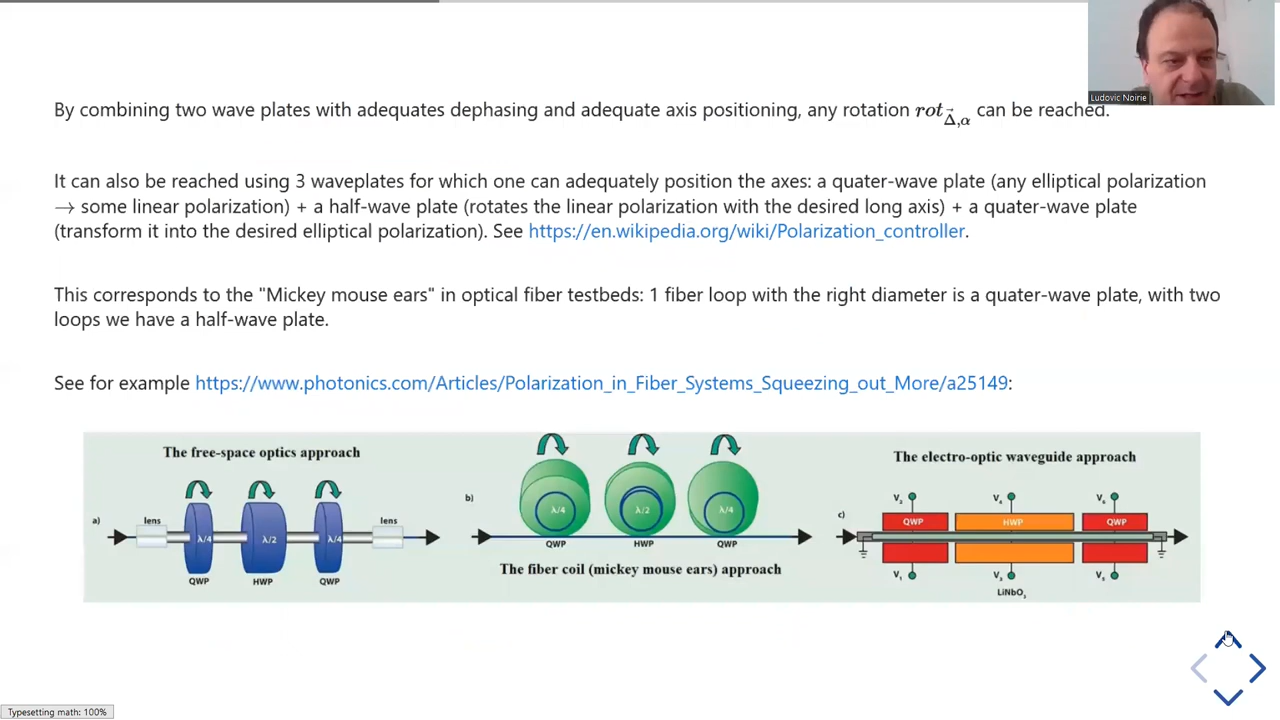 Ludovic Noirie
By combining two wave plates with adequates dephasing and adequate axis positioning, any rotation rot_Δ⃗,α can be reached.
It can also be reached using 3 waveplates for which one can adequately position the axes: a quater-wave plate (any elliptical polarization
→ some linear polarization) + a half-wave plate (rotates the linear polarization with the desired long axis) + a quater-wave plate
(transform it into the desired elliptical polarization). See https://en.wikipedia.org/wiki/Polarization_controller.
This corresponds to the "Mickey mouse ears" in optical fiber testbeds: 1 fiber loop with the right diameter is a quater-wave plate, with two
loops we have a half-wave plate.
See for example https://www.photonics.com/Articles/Polarization_in_Fiber_Systems_Squeezing_out_More/a25149:
The free-space optics approach
a)
lens
λ/4
λ/2
λ/4
lens
QWP
HWP
QWP
b)
λ/4
λ/2
λ/4
QWP
HWP
QWP
The fiber coil (mickey mouse ears) approach
The electro-optic waveguide approach
c)
QWP
HWP
QWP
LiNbO₃
Typesetting math: 100%